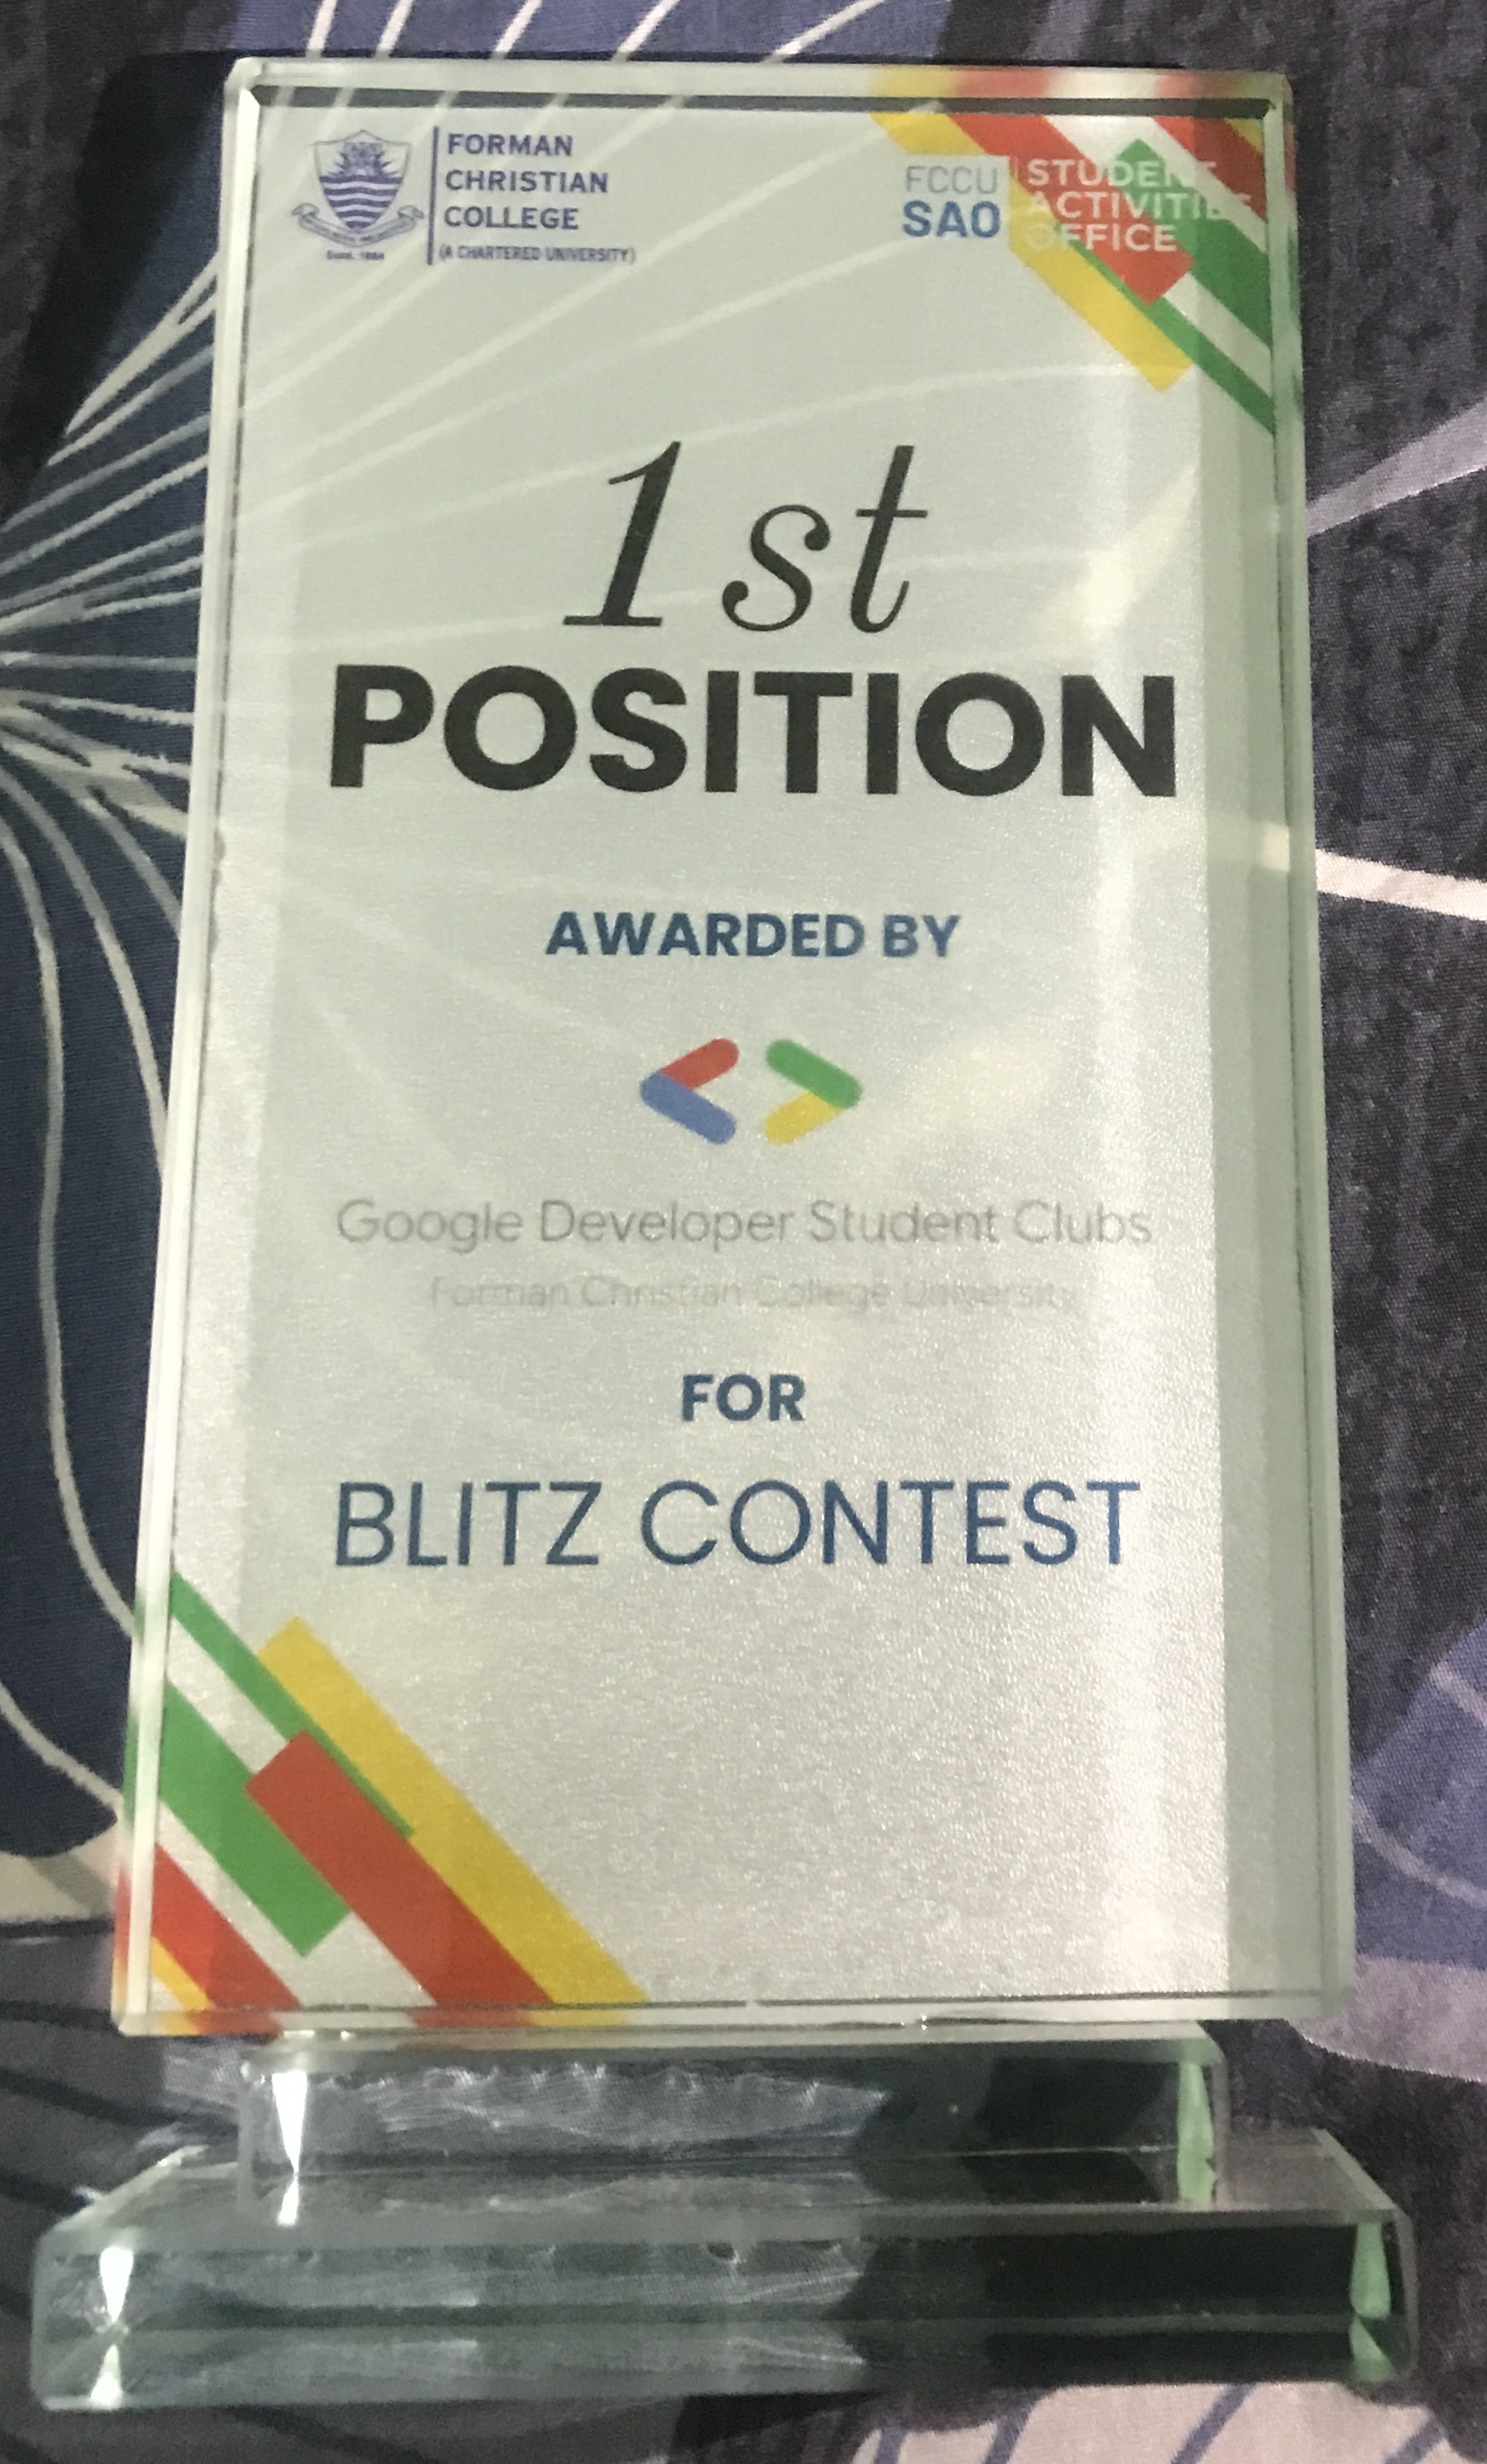 FORMAN
CHRISTIAN
COLLEGE
(A CHARTERED UNIVERSITY)
Estd. 1864
FCCU
SAO
STUDENT
ACTIVITIES
OFFICE
1st
POSITION
AWARDED BY
Google Developer Student Clubs
Forman Christian College University
FOR
BLITZ CONTEST